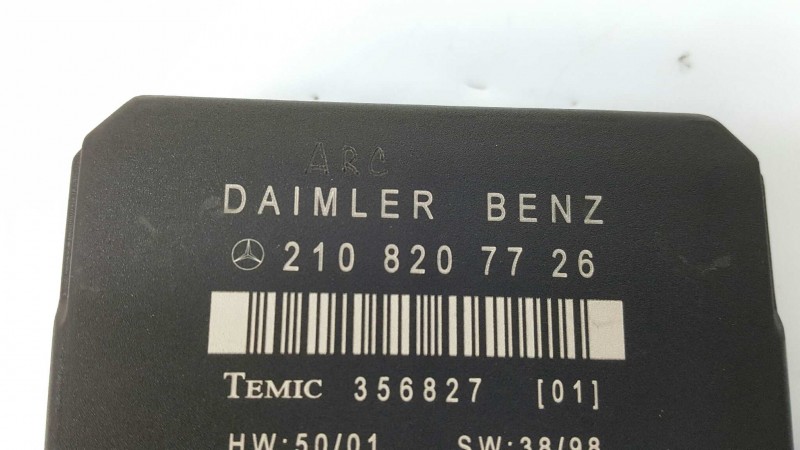 ARC
DAIMLER BENZ
210 820 77 26
TEMIC 356827 [01]
HW:50/01 SW:38/98